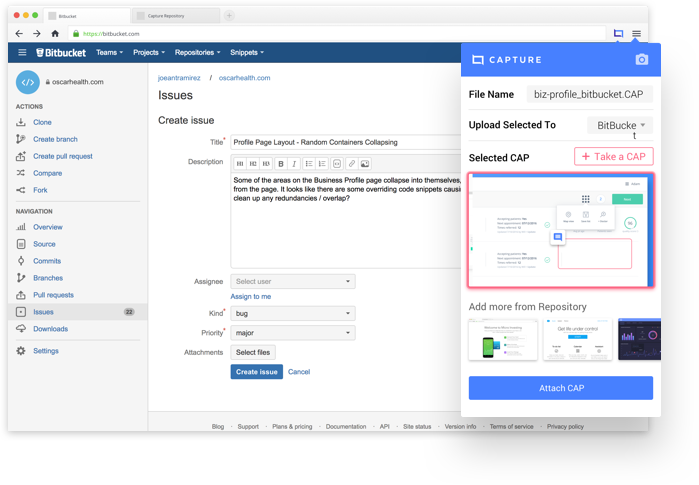 Bitbucket
Capture Repository
https://bitbucket.com
Bitbucket
Teams
Projects
Repositories
Snippets
CAPTURE
oscarhealth.com
ACTIONS
Clone
Create branch
Create pull request
Compare
Fork
NAVIGATION
Overview
Source
Commits
Branches
Pull requests
Issues 22
Downloads
Settings
joeantramirez / oscarhealth.com
Issues
Create issue
Title* Profile Page Layout - Random Containers Collapsing
Description
H1 H2 H3 B I
Some of the areas on the Business Profile page collapse into themselves,
from the page. It looks like there are some overriding code snippets causi
clean up any redundancies / overlap?
Assignee Select user
Assign to me
Kind* bug
Priority* major
Attachments Select files
Create issue Cancel
Blog · Support · Plans & pricing · Documentation · API · Site status · Version info · Terms of service · Privacy policy
File Name biz-profile_bitbucket.CAP
Upload Selected To BitBucke
t
Selected CAP + Take a CAP
96
Add more from Repository
Get life under control
Attach CAP